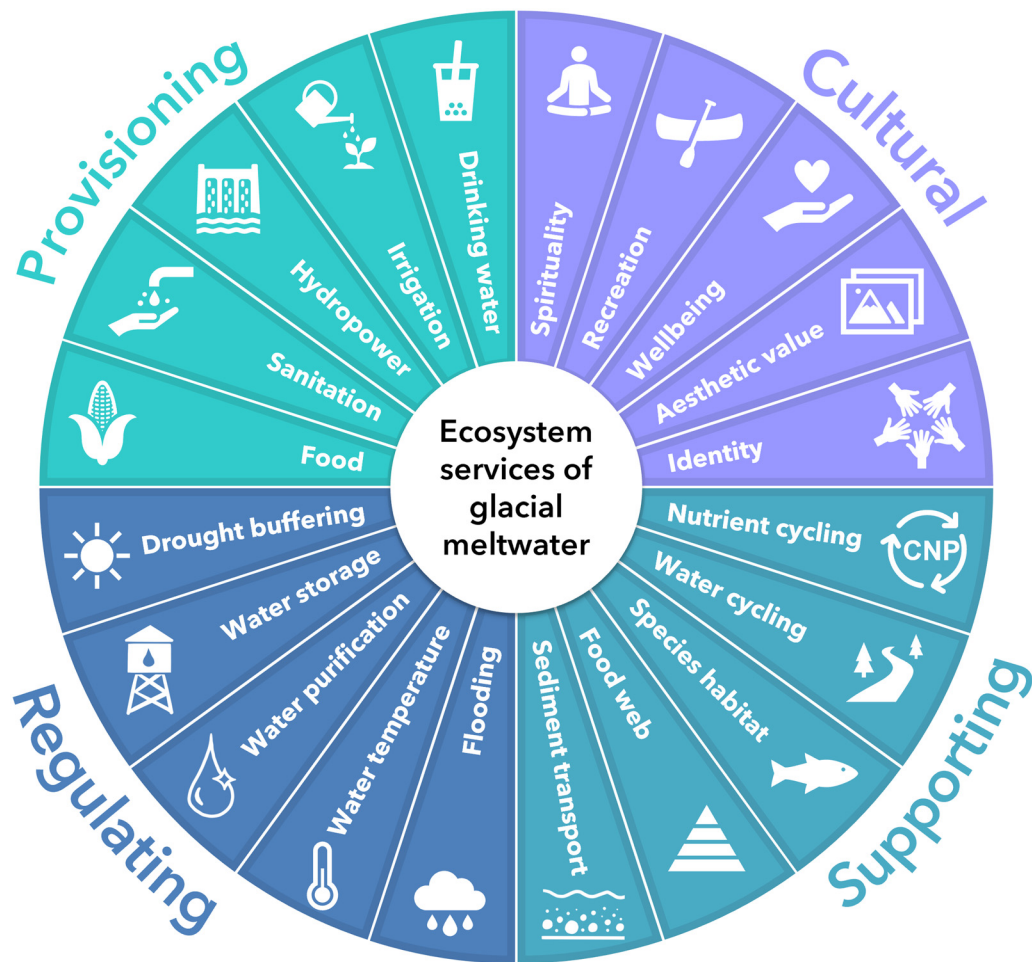 Provisioning
Cultural
Supporting
Regulating
Ecosystem
services of
glacial
meltwater
Spirituality
Recreation
Wellbeing
Aesthetic value
Identity
Nutrient cycling
CNP
Water cycling
Species habitat
Food web
Sediment transport
Flooding
Water temperature
Water purification
Water storage
Drought buffering
Food
Sanitation
Hydropower
Irrigation
Drinking water